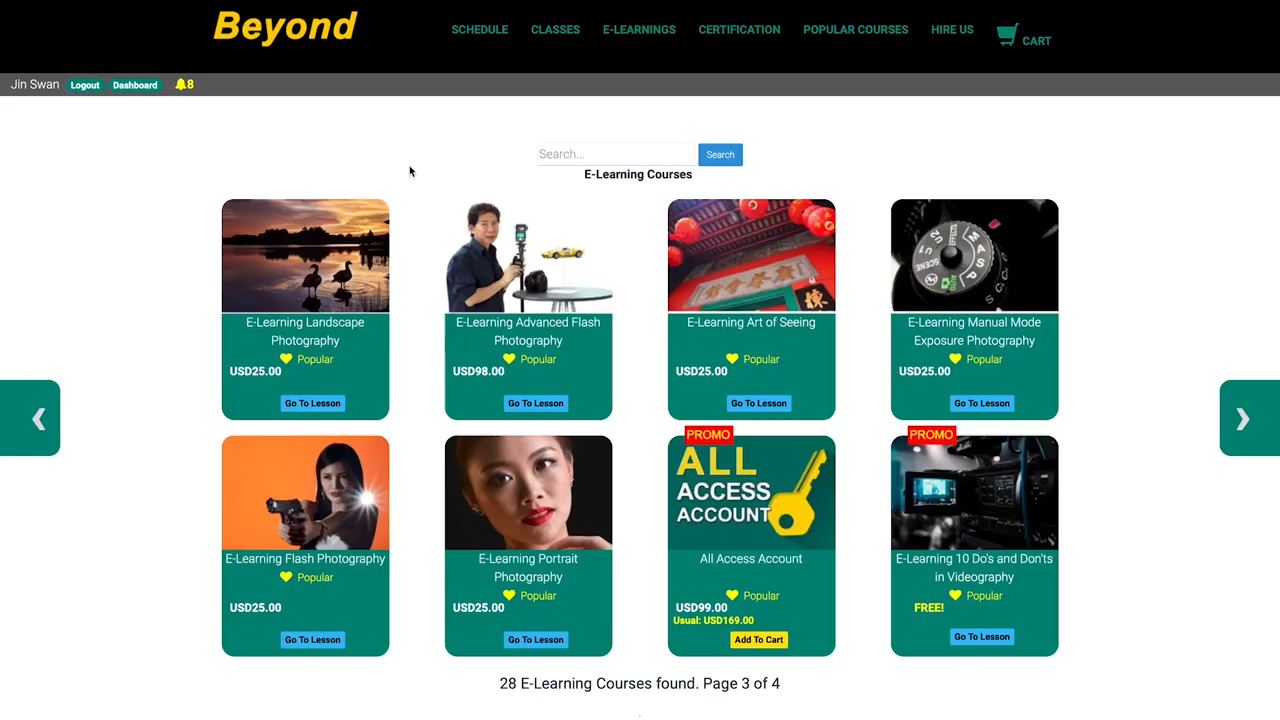 Beyond
SCHEDULE CLASSES E-LEARNINGS CERTIFICATION POPULAR COURSES HIRE US CART
Jin Swan Logout Dashboard 8
Search... Search
E-Learning Courses
E-Learning Landscape
Photography
Popular
USD25.00
Go To Lesson
E-Learning Advanced Flash
Photography
Popular
USD98.00
Go To Lesson
E-Learning Art of Seeing
Popular
USD25.00
Go To Lesson
EFFECTS
M A S P
U2 U1
SCENE
AUTO
E-Learning Manual Mode
Exposure Photography
Popular
USD25.00
Go To Lesson
E-Learning Flash Photography
Popular
USD25.00
Go To Lesson
E-Learning Portrait
Photography
Popular
USD25.00
Go To Lesson
PROMO
ALL
ACCESS
ACCOUNT
All Access Account
Popular
USD99.00
Usual: USD169.00
Add To Cart
PROMO
E-Learning 10 Do's and Don'ts
in Videography
Popular
FREE!
Go To Lesson
28 E-Learning Courses found. Page 3 of 4